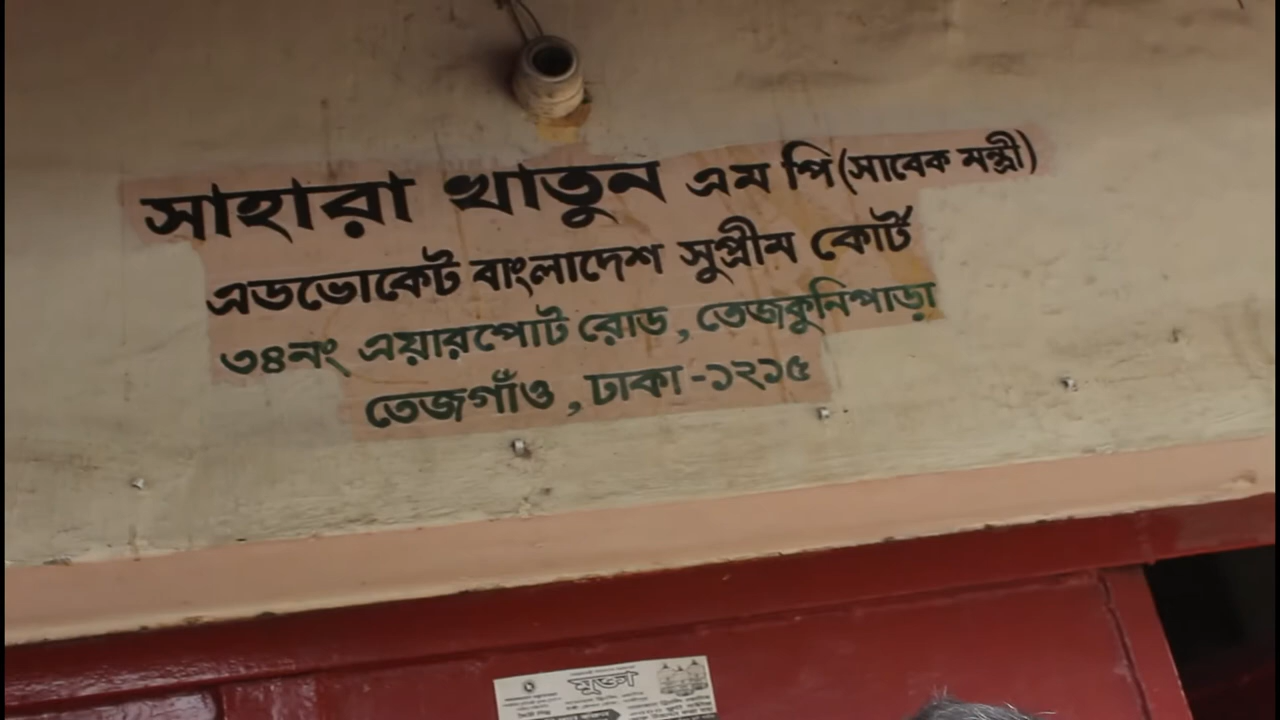 সাহারা খাতুন এম পি (সাবেক মন্ত্রী)
এডভোকেট বাংলাদেশ সুপ্রীম কোর্ট
৩৪নং এয়ারপোর্ট রোড, তেজকুনিপাড়া
তেজগাঁও, ঢাকা -১২১৫
মুক্তা